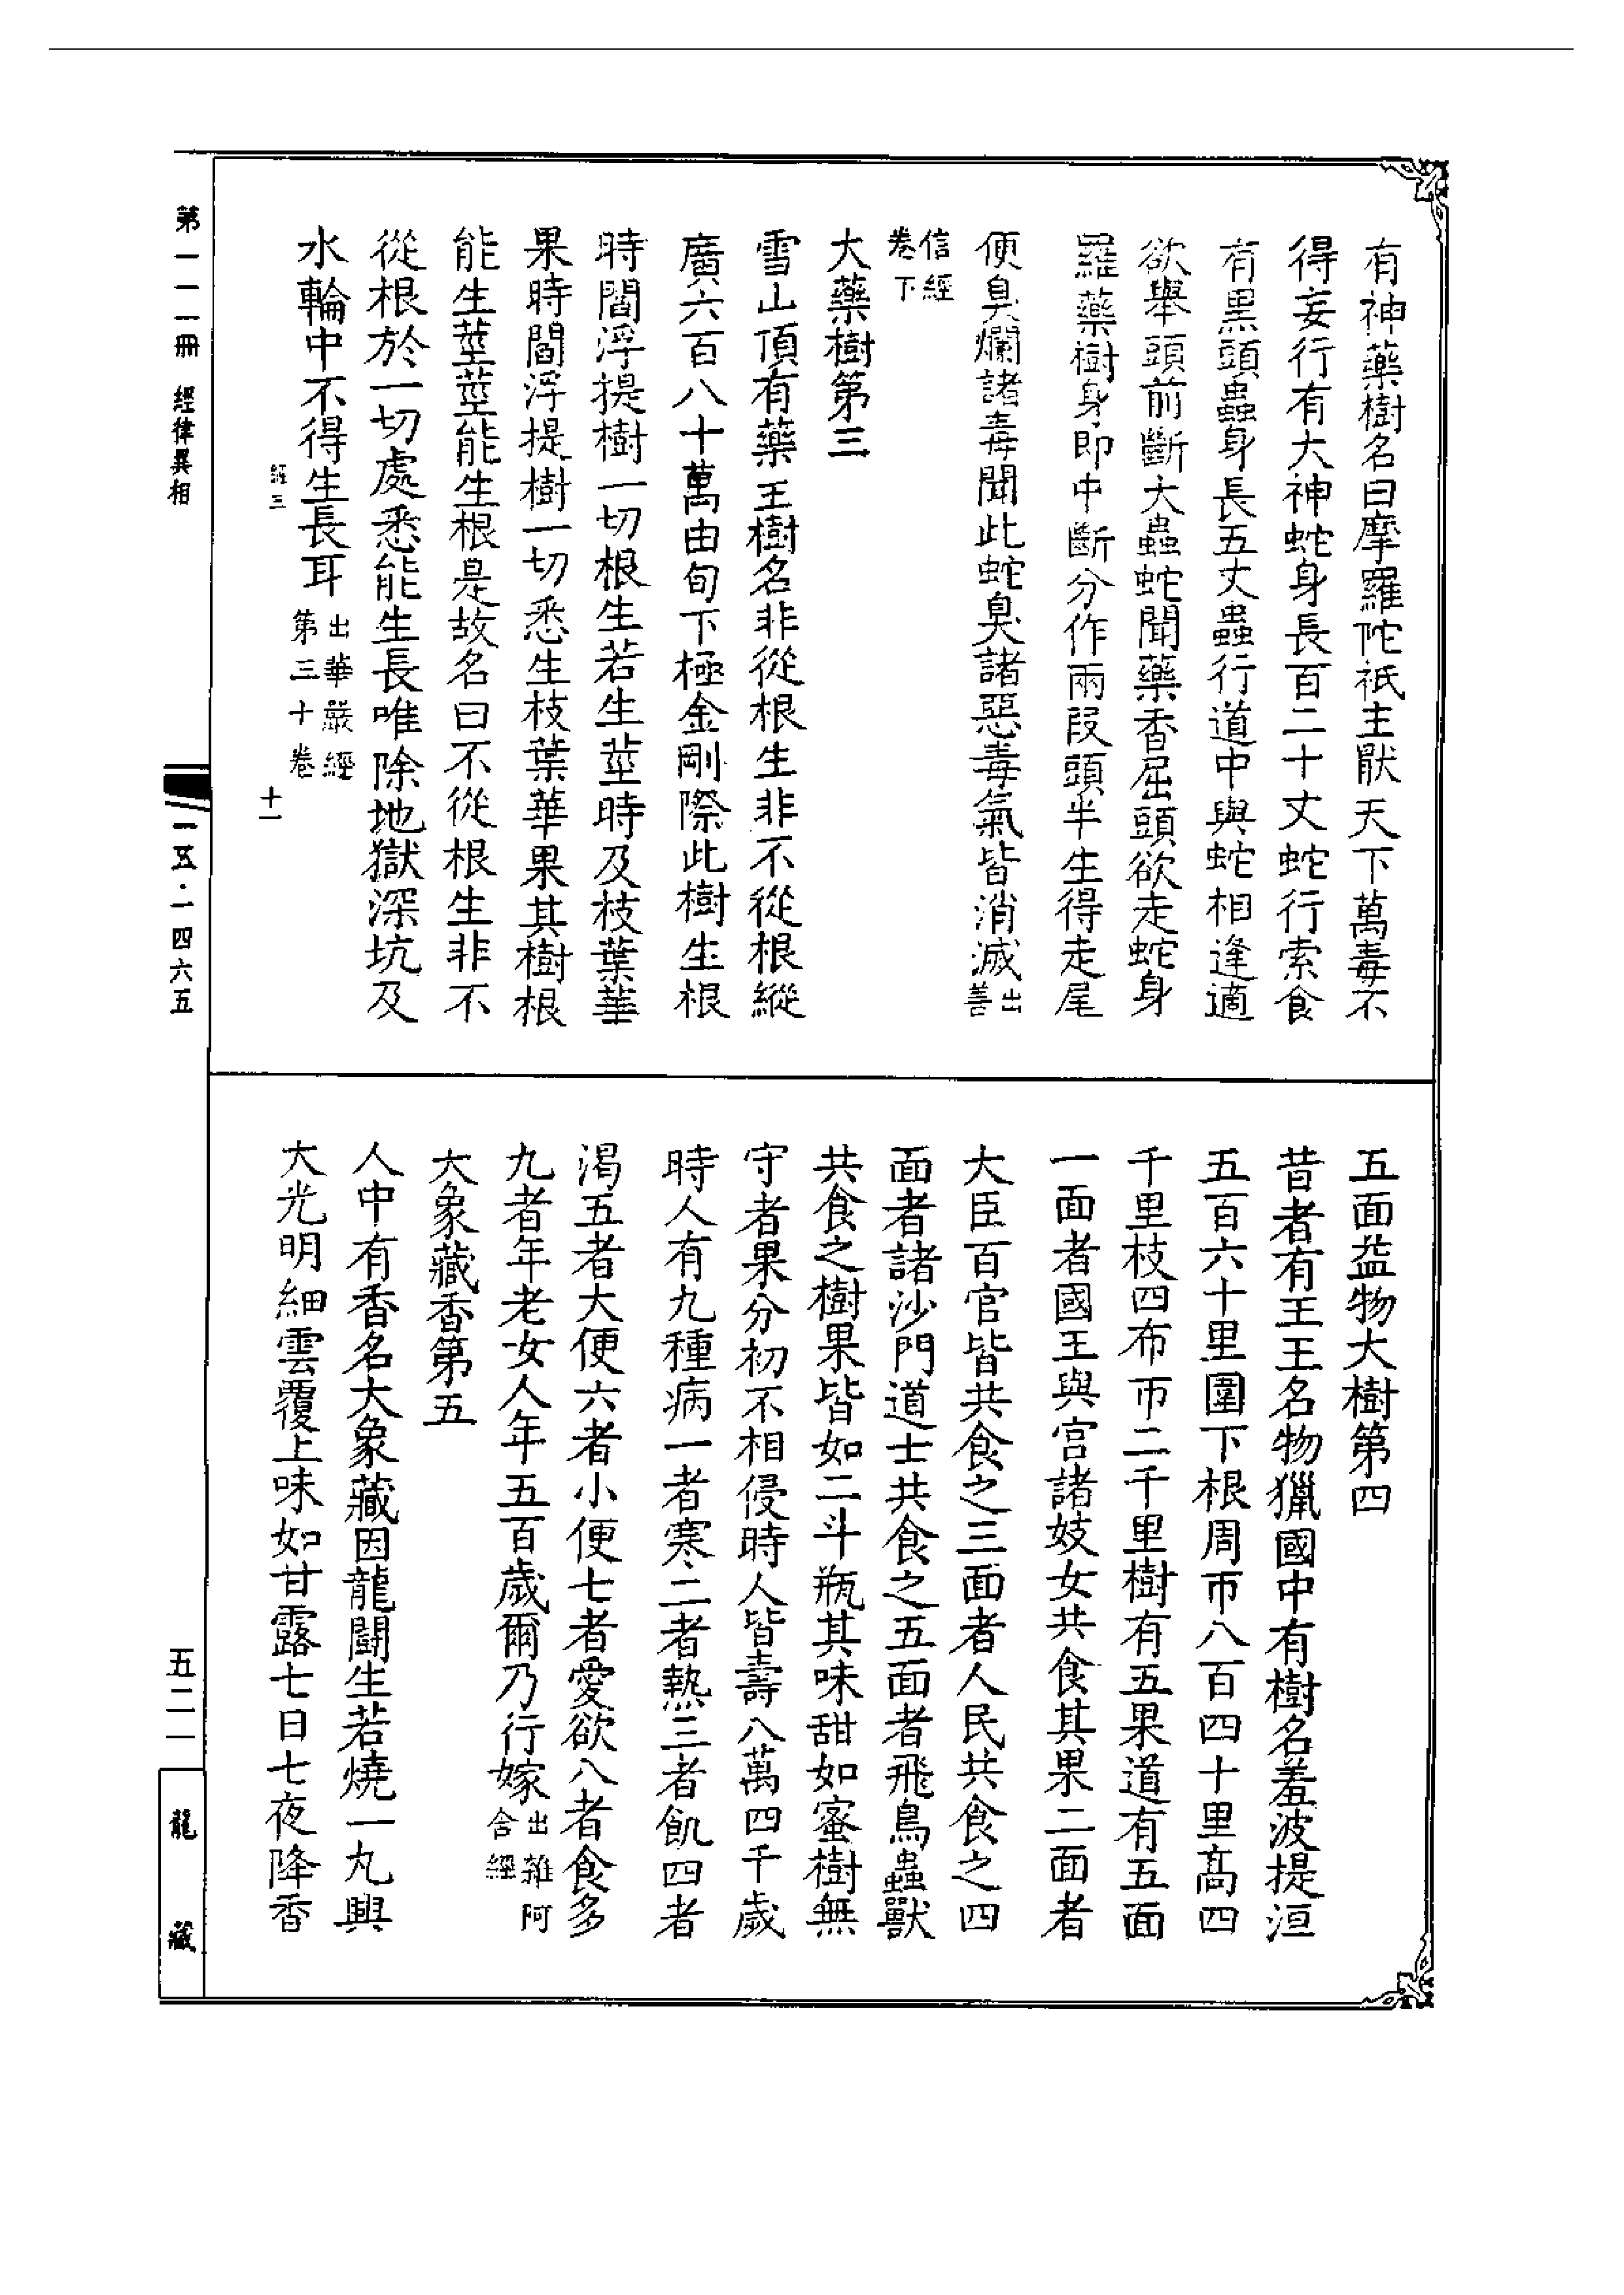 有神藥樹名曰摩羅陀祇主猒天下萬毒不
得妄行有大神蛇身長百二十丈蛇行索食
有黑頭蟲身長五丈蟲行道中與蛇相逢適
欲舉頭前斷大蟲蛇聞藥香屈頭欲走蛇身
羅藥樹身即中斷分作兩段頭半生得走尾
便臭爛諸毒聞此蛇臭諸惡毒氣皆消滅出
善
信經
卷下
大藥樹第三
雪山頂有藥王樹名非從根生非不從根縱
廣六百八十萬由旬下極金剛際此樹生根
時閻浮提樹一切根生若生莖時及枝葉華
果時閻浮提樹一切悉生枝葉華果其樹根
能生莖莖能生根是故名曰不從根生非不
從根於一切處悉能生長唯除地獄深坑及
水輪中不得生長耳出華嚴經
第三十卷
經三 十一
五面益物大樹第四
昔者有王王名物獵國中有樹名羞波提洹
五百六十里圍下根周帀八百四十里髙四
千里枝四布帀二千里樹有五果道有五面
一面者國王與宫諸妓女共食其果二面者
大臣百官皆共食之三面者人民共食之四
面者諸沙門道士共食之五面者飛鳥蟲獸
共食之樹果皆如二斗瓶其味甜如蜜樹無
守者果分初不相侵時人皆壽八萬四千歲
時人有九種病一者寒二者熱三者飢四者
渴五者大便六者小便七者愛欲八者食多
九者年老女人年五百歲爾乃行嫁出雜阿
含經
大象藏香第五
人中有香名大象藏因龍鬬生若燒一丸興
大光明細雲覆上味如甘露七日七夜降香
第一一一冊 經律異相
一五·一四六五
五二一
龍藏